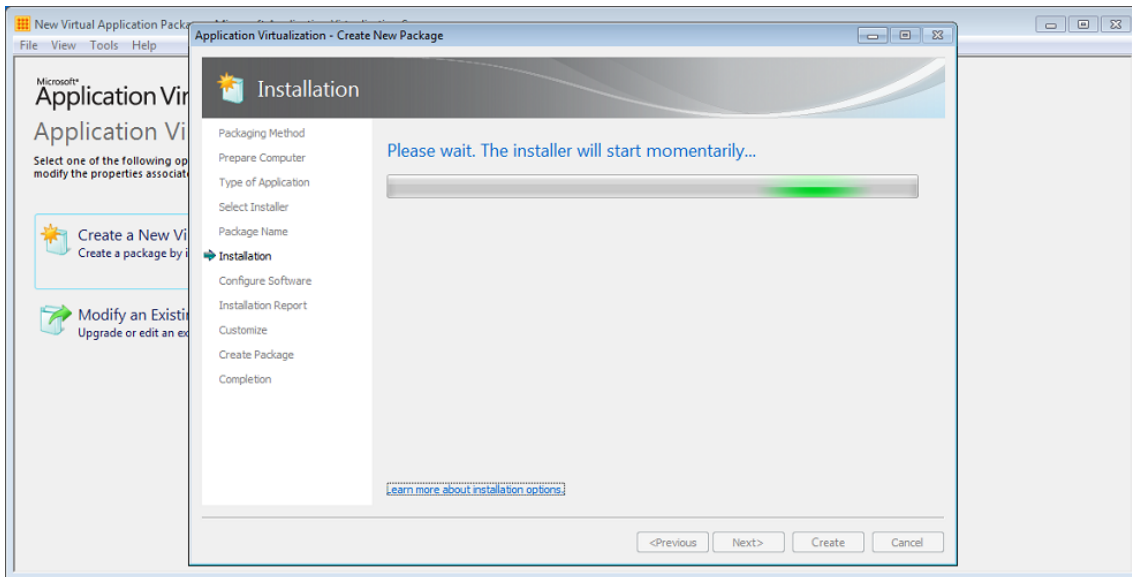 New Virtual Application Packa
File View Tools Help
Microsoft
Application Vir
Application Vi
Select one of the following op
modify the properties associat
Create a New Vi
Create a package by i
Modify an Existi
Upgrade or edit an ex
Application Virtualization - Create New Package
Installation
Packaging Method
Prepare Computer
Type of Application
Select Installer
Package Name
Installation
Configure Software
Installation Report
Customize
Create Package
Completion
Please wait. The installer will start momentarily...
Learn more about installation options.
<Previous Next> Create Cancel